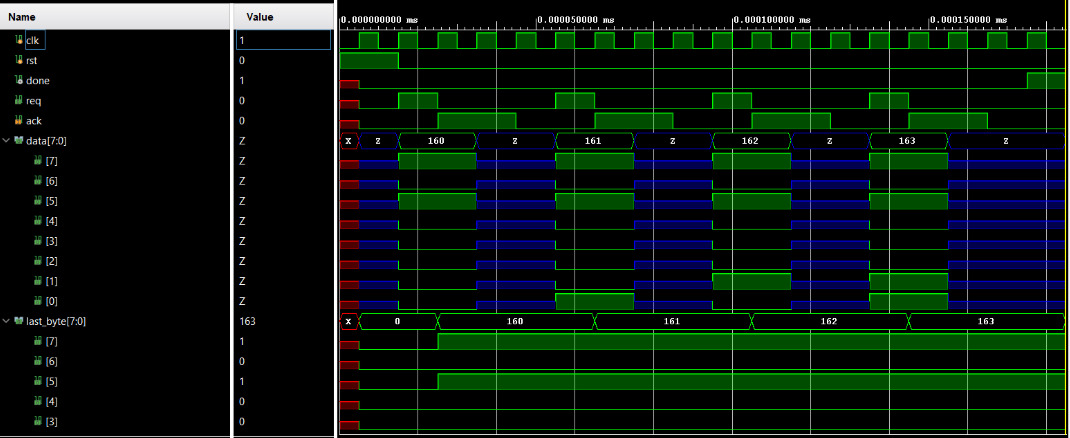 Name Value 0.000000000 ms 0.000050000 ms 0.000100000 ms 0.000150000 ms
clk 1
rst 0
done 1
req 0
ack 0
data[7:0] Z X Z 160 Z 161 Z 162 Z 163 Z
[7] Z
[6] Z
[5] Z
[4] Z
[3] Z
[2] Z
[1] Z
[0] Z
last_byte[7:0] 163 X 0 160 161 162 163
[7] 1
[6] 0
[5] 1
[4] 0
[3] 0